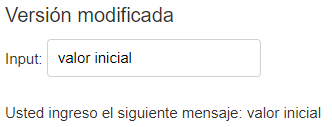 Versión modificada
Input: valor inicial
Usted ingreso el siguiente mensaje: valor inicial